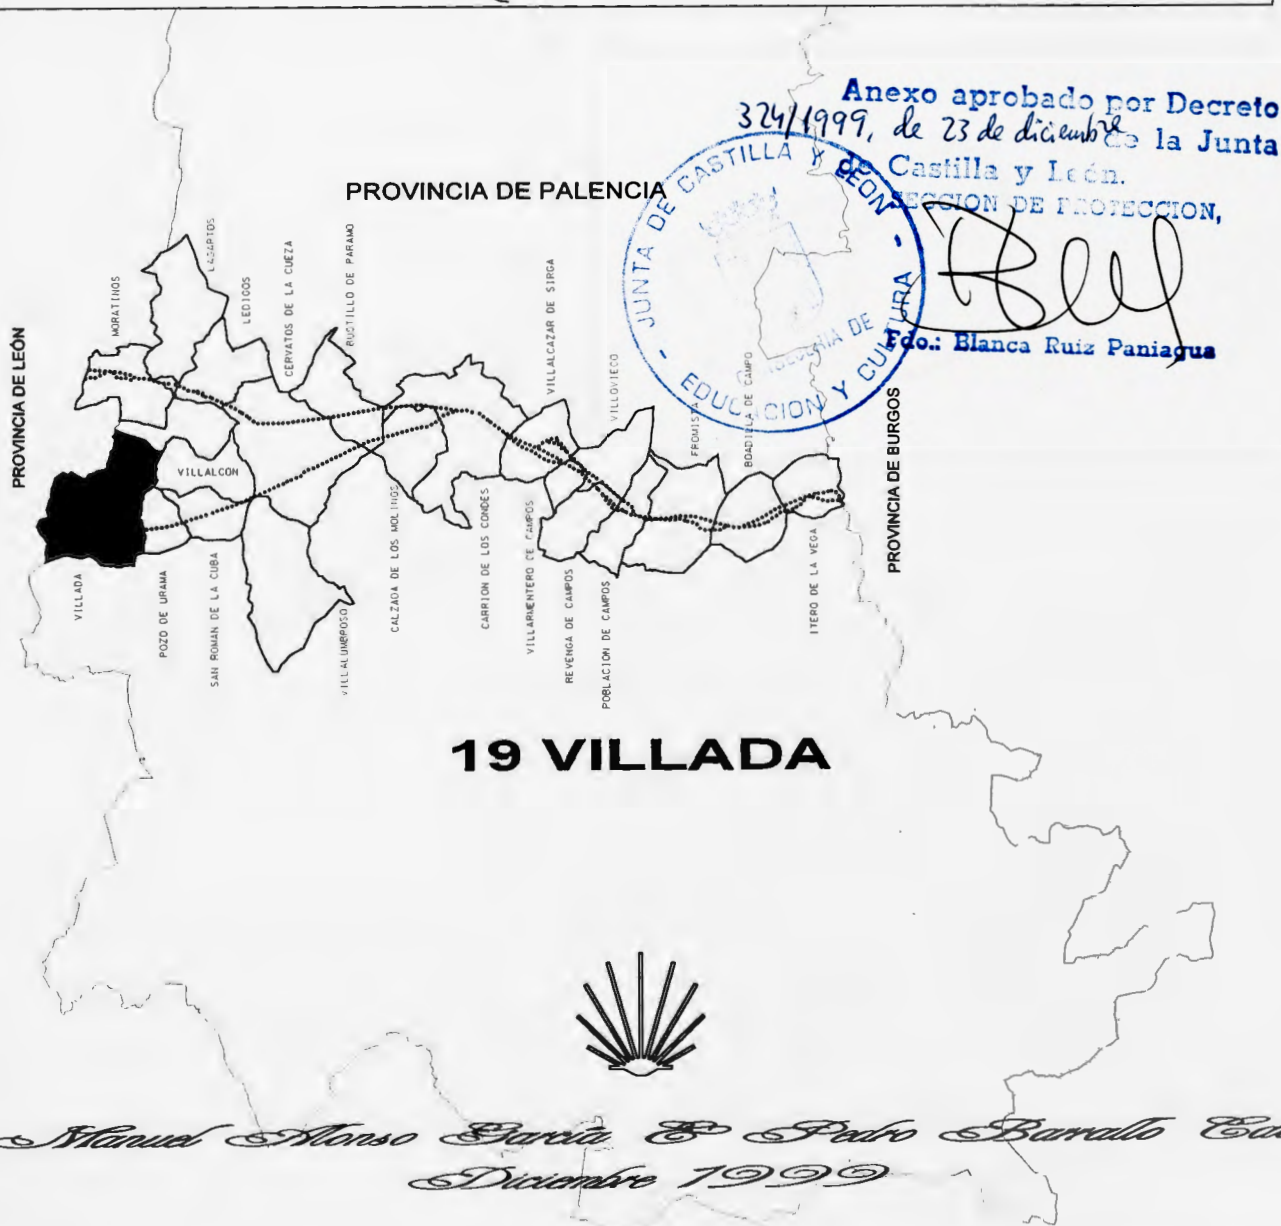 Anexo aprobado por Decreto
324/1999, de 23 de diciembre de la Junta
de Castilla y León.
SECCION DE PROTECCION,
Fdo.: Blanca Ruiz Paniagua
JUNTA DE CASTILLA Y LEON
EDUCACION Y CULTURA
PROVINCIA DE PALENCIA
PROVINCIA DE LEÓN
PROVINCIA DE BURGOS
MORATINOS
LAGARTOS
LEDIGOS
CERVATOS DE LA CUEZA
BUSTILLO DE PARAMO
VILLALCAZAR DE SIRGA
VILLOVIECO
FROMISTA
BOADILLA DE CAMPO
VILLALCON
VILLADA
POZO DE URAMA
SAN ROMAN DE LA CUBA
VILLALUMBROSO
CALZADA DE LOS MOLINOS
CARRION DE LOS CONDES
VILLARMENTERO DE CAMPOS
REVENGA DE CAMPOS
POBLACION DE CAMPOS
ITERO DE LA VEGA
19 VILLADA
Manuel Alonso García & Pedro Barrallo
Diciembre 1999